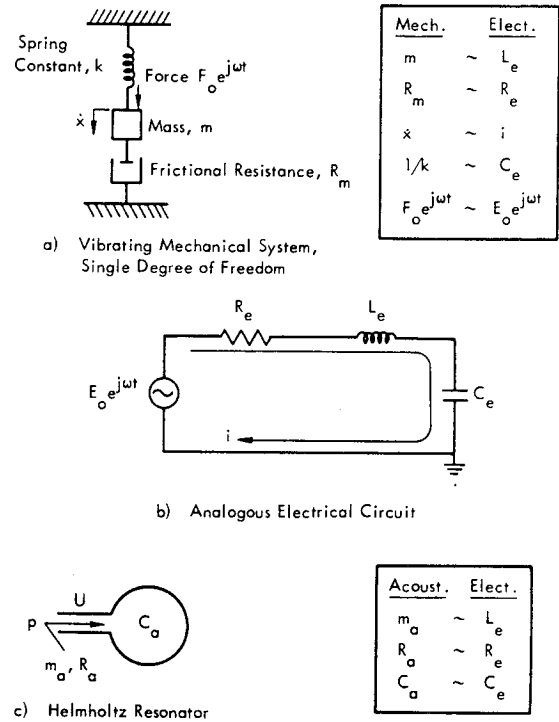 Spring
Constant, k
Force F_o e^{jωt}
ẋ
Mass, m
Frictional Resistance, R_m
a) Vibrating Mechanical System,
Single Degree of Freedom
Mech. Elect.
m ~ L_e
R_m ~ R_e
ẋ ~ i
1/k ~ C_e
F_o e^{jωt} ~ E_o e^{jωt}
R_e L_e
E_o e^{jωt}
C_e
i
b) Analogous Electrical Circuit
U
P
C_a
m_a, R_a
c) Helmholtz Resonator
Acoust. Elect.
m_a ~ L_e
R_a ~ R_e
C_a ~ C_e